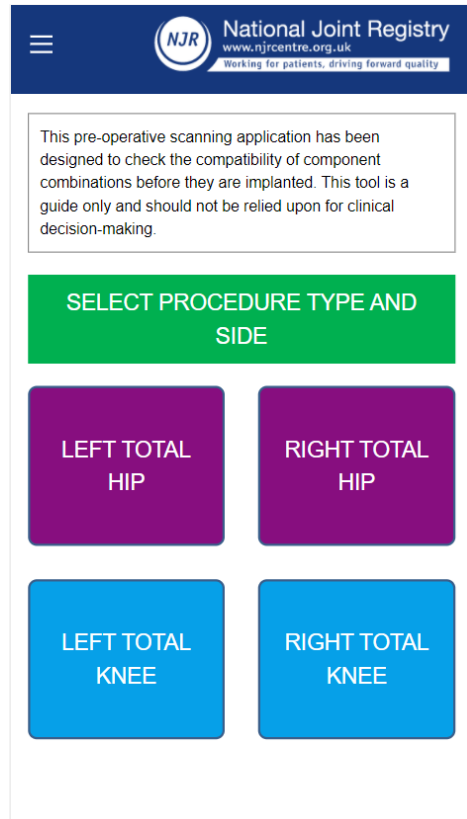 NJR
National Joint Registry
www.njrcentre.org.uk
Working for patients, driving forward quality
This pre-operative scanning application has been
designed to check the compatibility of component
combinations before they are implanted. This tool is a
guide only and should not be relied upon for clinical
decision-making.
SELECT PROCEDURE TYPE AND
SIDE
LEFT TOTAL
HIP
RIGHT TOTAL
HIP
LEFT TOTAL
KNEE
RIGHT TOTAL
KNEE